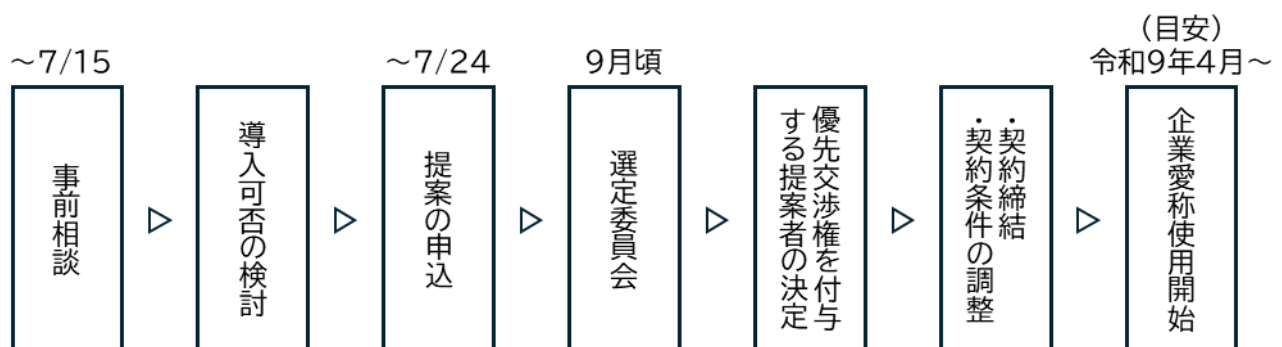 ～7/15
事前相談
導入可否の検討
～7/24
提案の申込
9月頃
選定委員会
優先交渉権を付与
する提案者の決定
・契約締結
・契約条件の調整
（目安）
令和9年4月～
企業愛称使用開始